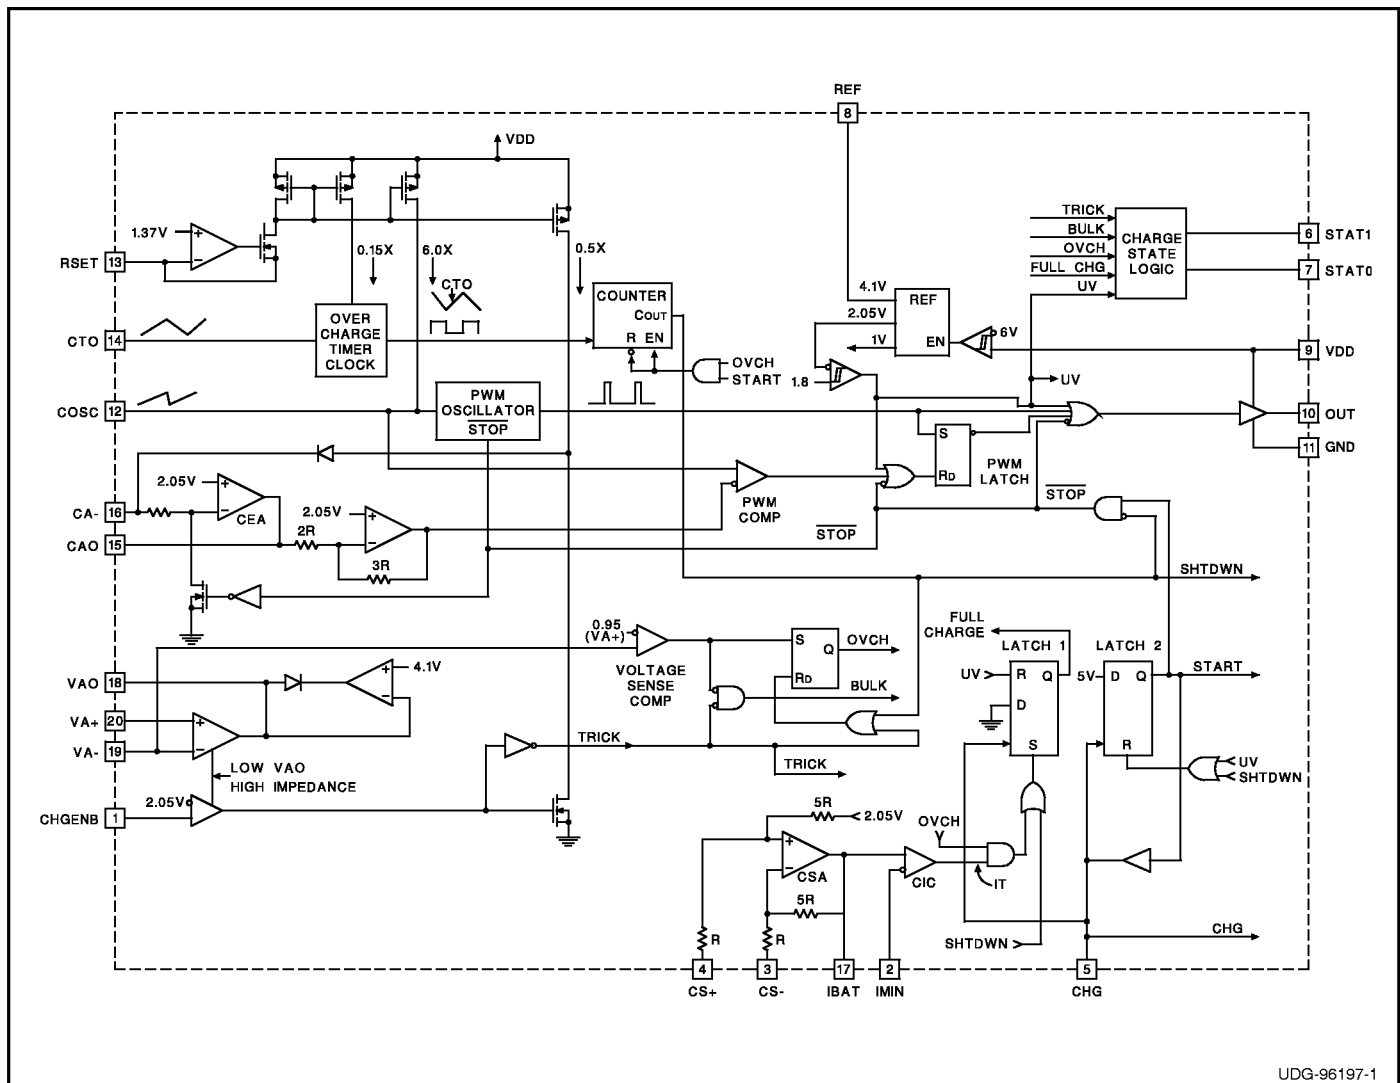 REF
8
VDD
TRICK
BULK
OVCH
FULL CHG
UV
CHARGE
STATE
LOGIC
6
STAT1
7
STAT0
1.37V
RSET
13
0.15X
6.0X
0.5X
CTO
COUNTER
COUT
R EN
4.1V
2.05V
1V
REF
EN
6V
CTO
14
OVER
CHARGE
TIMER
CLOCK
OVCH
START
1.8
9
VDD
UV
COSC
12
PWM
OSCILLATOR
STOP
S
RD
PWM
LATCH
10
OUT
11
GND
2.05V
CA-
16
CEA
2.05V
PWM
COMP
STOP
STOP
CAO
15
2R
3R
SHTDWN
0.95
(VA+)
VOLTAGE
SENSE
COMP
S
Q
RD
OVCH
BULK
FULL
CHARGE
LATCH 1
UV
R
Q
D
S
LATCH 2
5V
D
Q
R
START
UV
SHTDWN
VAO
18
4.1V
VA+
20
VA-
19
LOW VAO
HIGH IMPEDANCE
TRICK
TRICK
2.05V
CHGENB
1
5R
2.05V
CSA
5R
OVCH
CIC
IT
R
R
SHTDWN
CHG
4
3
17
2
5
CS+
CS-
IBAT
IMIN
CHG
UDG-96197-1